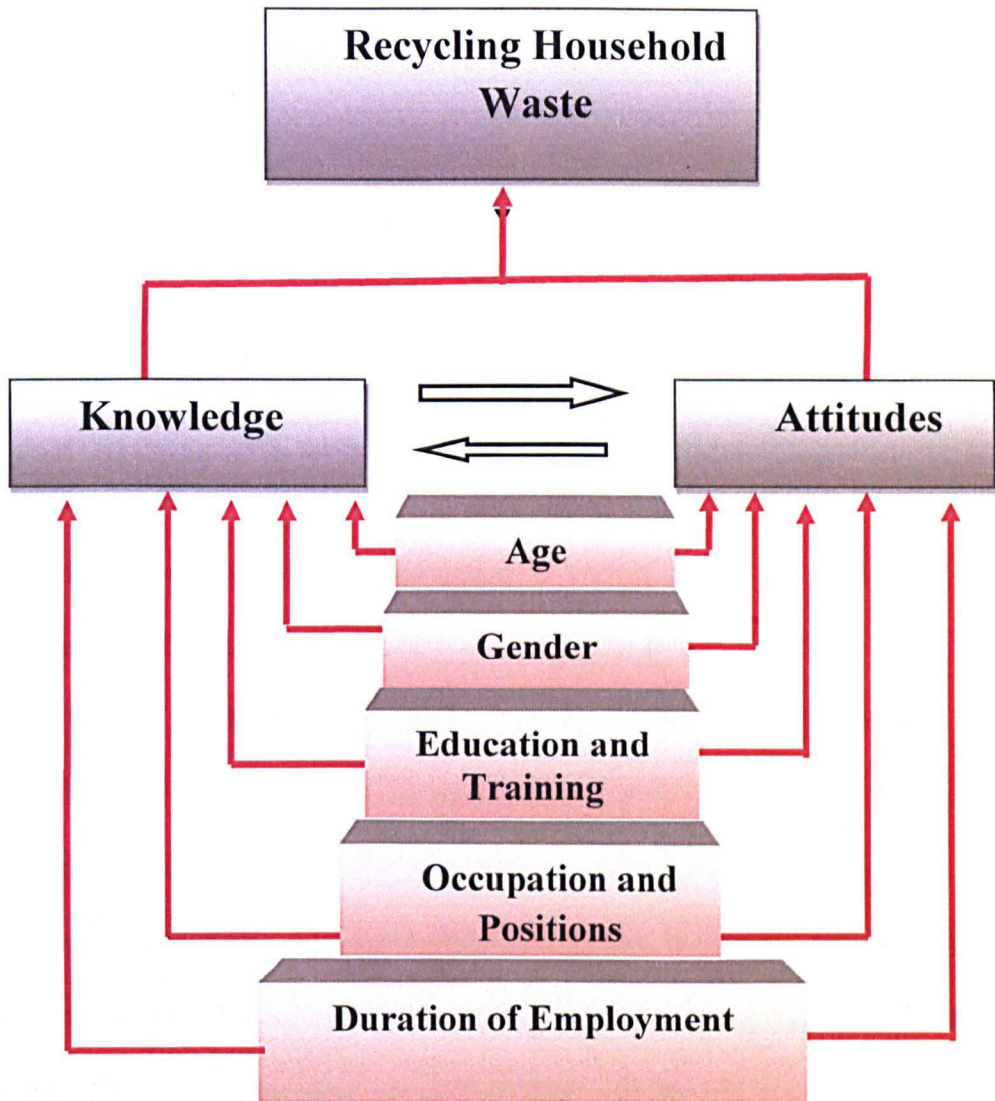 Recycling Household
Waste
Knowledge
Attitudes
Age
Gender
Education and
Training
Occupation and
Positions
Duration of Employment